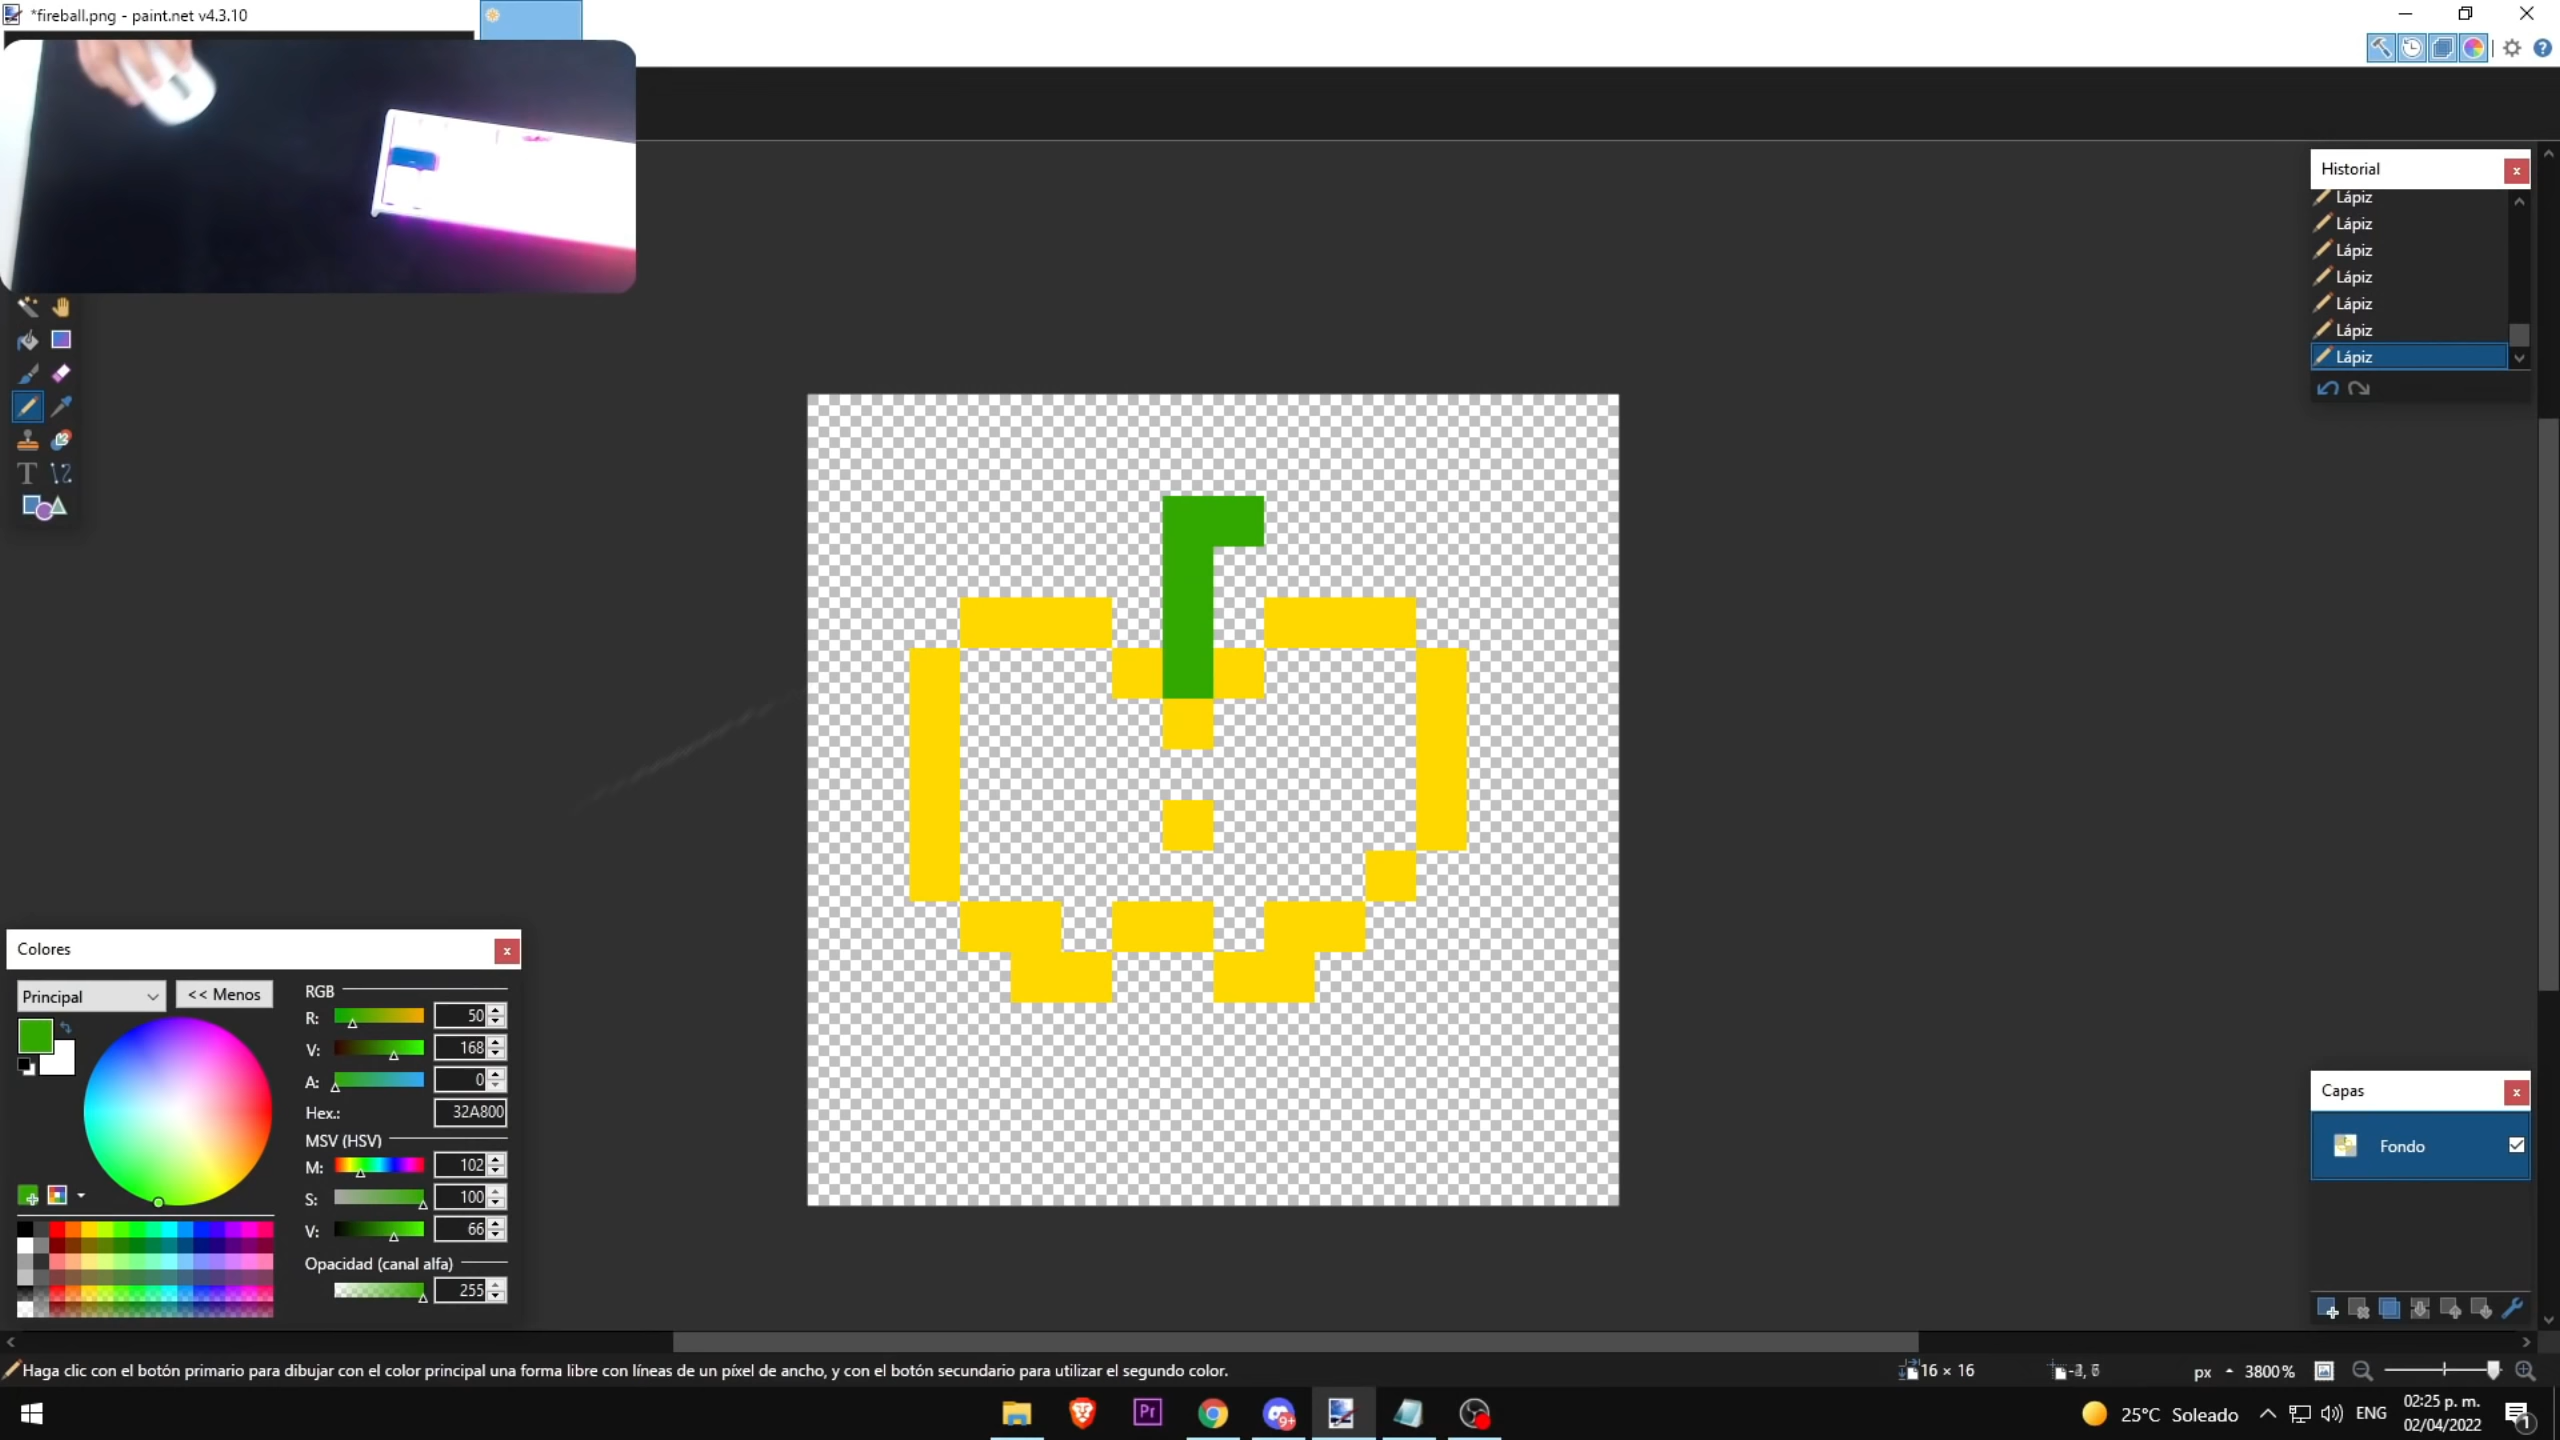 *fireball.png - paint.net v4.3.10
Historial
Lápiz
Lápiz
Lápiz
Lápiz
Lápiz
Lápiz
Lápiz
Colores
Principal
<< Menos
RGB
R: 50
V: 168
A: 0
Hex.: 32A800
MSV (HSV)
M: 102
S: 100
V: 66
Opacidad (canal alfa)
255
Capas
Fondo
Haga clic con el botón primario para dibujar con el color principal una forma libre con líneas de un píxel de ancho, y con el botón secundario para utilizar el segundo color.
16 × 16
px
3800%
Pr
9+
25°C Soleado
ENG
02:25 p. m.
02/04/2022
1